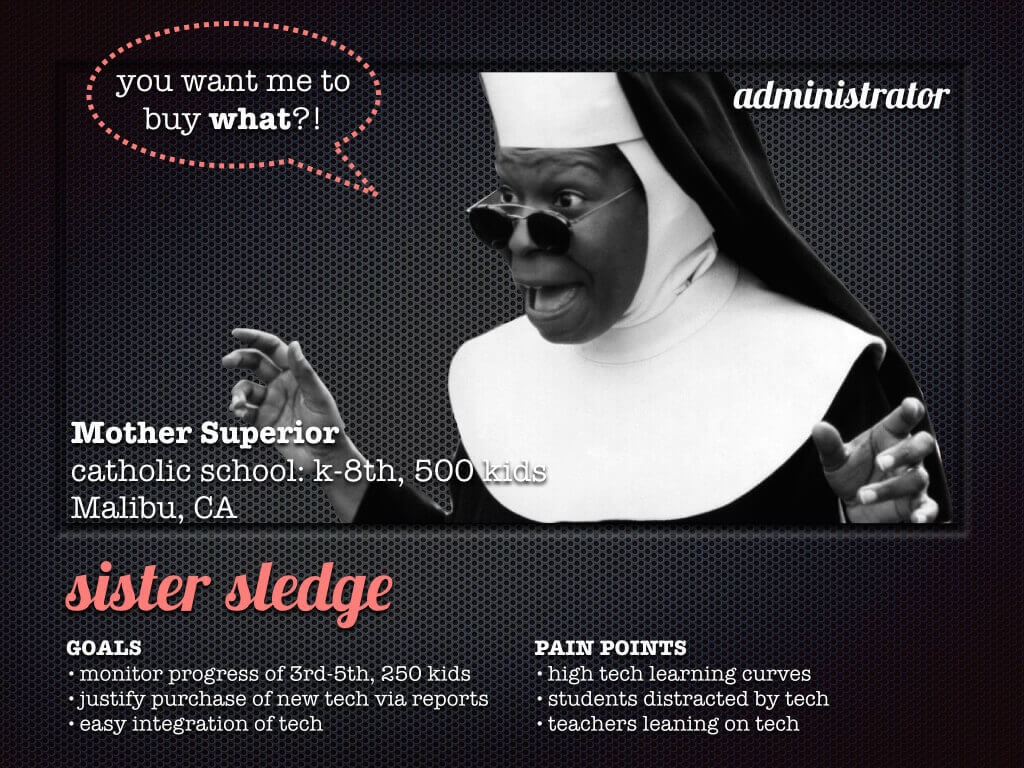 you want me to
buy what?!
administrator
Mother Superior
catholic school: k-8th, 500 kids
Malibu, CA
sister sledge
GOALS
• monitor progress of 3rd-5th, 250 kids
• justify purchase of new tech via reports
• easy integration of tech
PAIN POINTS
• high tech learning curves
• students distracted by tech
• teachers leaning on tech